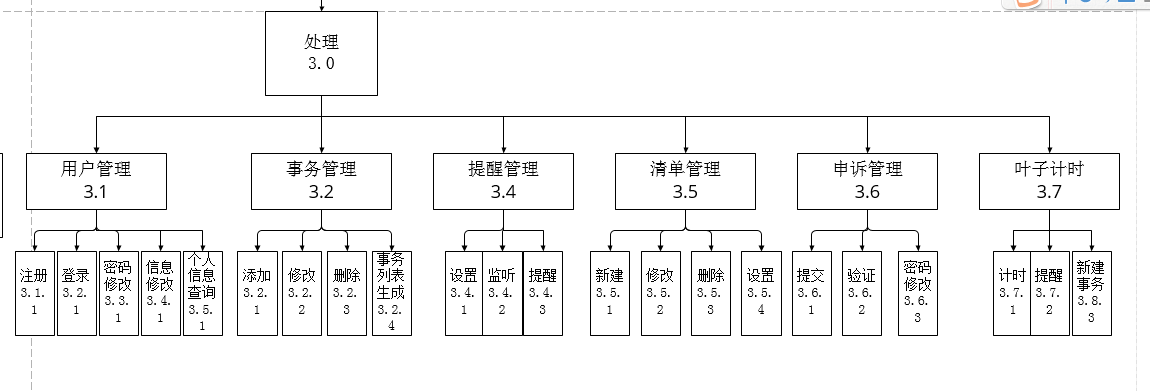 处理
3.0
用户管理
3.1
事务管理
3.2
提醒管理
3.4
清单管理
3.5
申诉管理
3.6
叶子计时
3.7
注册
3.1.
1
登录
3.2.
1
密码
修改
3.3.
1
信息
修改
3.4.
1
个人
信息
查询
3.5.
1
添加
3.2.
1
修改
3.2.
2
删除
3.2.
3
事务
列表
生成
3.2.
4
设置
3.4.
1
监听
3.4.
2
提醒
3.4.
3
新建
3.5.
1
修改
3.5.
2
删除
3.5.
3
设置
3.5.
4
提交
3.6.
1
验证
3.6.
2
密码
修改
3.6.
3
计时
3.7.
1
提醒
3.7.
2
新建
事务
3.8.
3